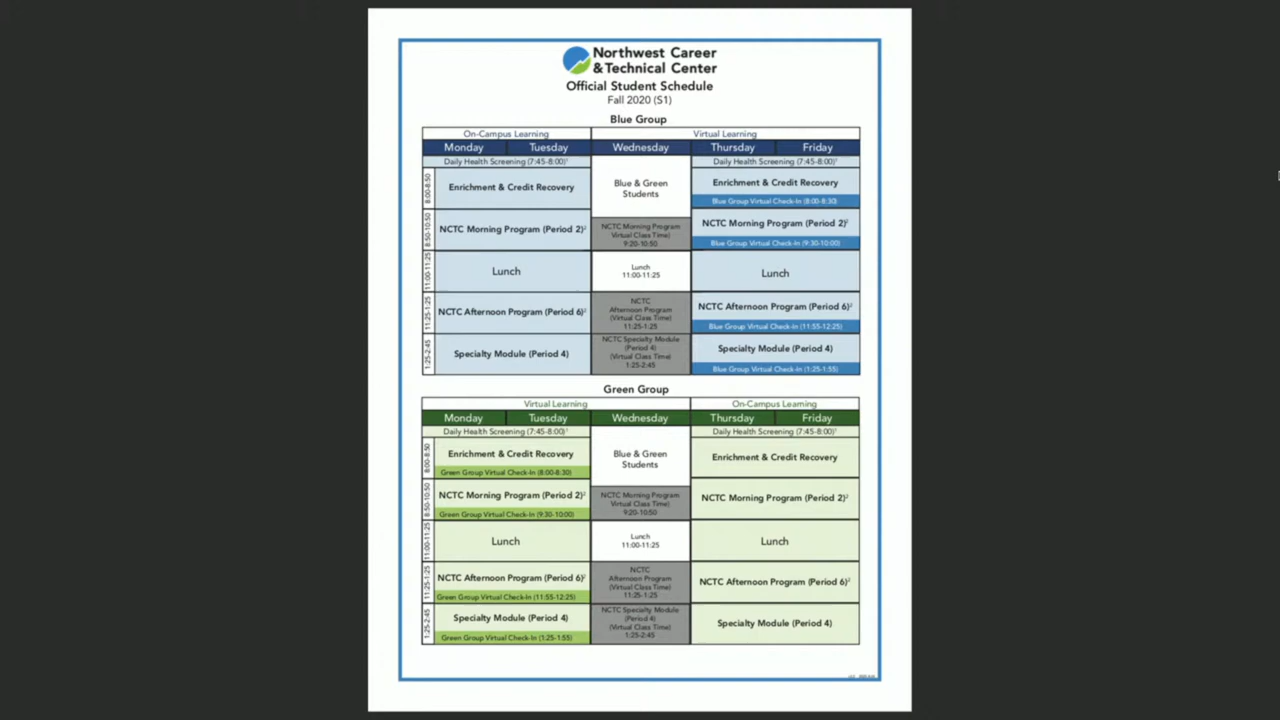 Northwest Career
& Technical Center
Official Student Schedule
Fall 2020 (S1)
Blue Group
On-Campus Learning Virtual Learning
Monday Tuesday Wednesday Thursday Friday
Daily Health Screening (7:45-8:00)¹ Daily Health Screening (7:45-8:00)¹
8:00-8:50
Enrichment & Credit Recovery
Blue & Green
Students
Enrichment & Credit Recovery
Blue Group Virtual Check-In (8:00-8:30)
8:50-10:50
NCTC Morning Program (Period 2)²
NCTC Morning Program
Virtual Class Time)
9:20-10:50
NCTC Morning Program (Period 2)²
Blue Group Virtual Check-In (9:30-10:00)
11:00-11:25
Lunch
Lunch
11:00-11:25
Lunch
11:25-1:25
NCTC Afternoon Program (Period 6)²
NCTC
Afternoon Program
(Virtual Class Time)
11:25-1:25
NCTC Afternoon Program (Period 6)²
Blue Group Virtual Check-In (11:55-12:25)
1:25-2:45
Specialty Module (Period 4)
NCTC Specialty Module
(Period 4)
(Virtual Class Time)
1:25-2:45
Specialty Module (Period 4)
Blue Group Virtual Check-In (1:25-1:55)
Green Group
Virtual Learning On-Campus Learning
Monday Tuesday Wednesday Thursday Friday
Daily Health Screening (7:45-8:00)¹ Daily Health Screening (7:45-8:00)¹
8:00-8:50
Enrichment & Credit Recovery
Green Group Virtual Check-In (8:00-8:30)
Blue & Green
Students
Enrichment & Credit Recovery
8:50-10:50
NCTC Morning Program (Period 2)²
Green Group Virtual Check-In (9:30-10:00)
NCTC Morning Program
Virtual Class Time)
9:20-10:50
NCTC Morning Program (Period 2)²
11:00-11:25
Lunch
Lunch
11:00-11:25
Lunch
11:25-1:25
NCTC Afternoon Program (Period 6)²
Green Group Virtual Check-In (11:55-12:25)
NCTC
Afternoon Program
(Virtual Class Time)
11:25-1:25
NCTC Afternoon Program (Period 6)²
1:25-2:45
Specialty Module (Period 4)
Green Group Virtual Check-In (1:25-1:55)
NCTC Specialty Module
(Period 4)
(Virtual Class Time)
1:25-2:45
Specialty Module (Period 4)